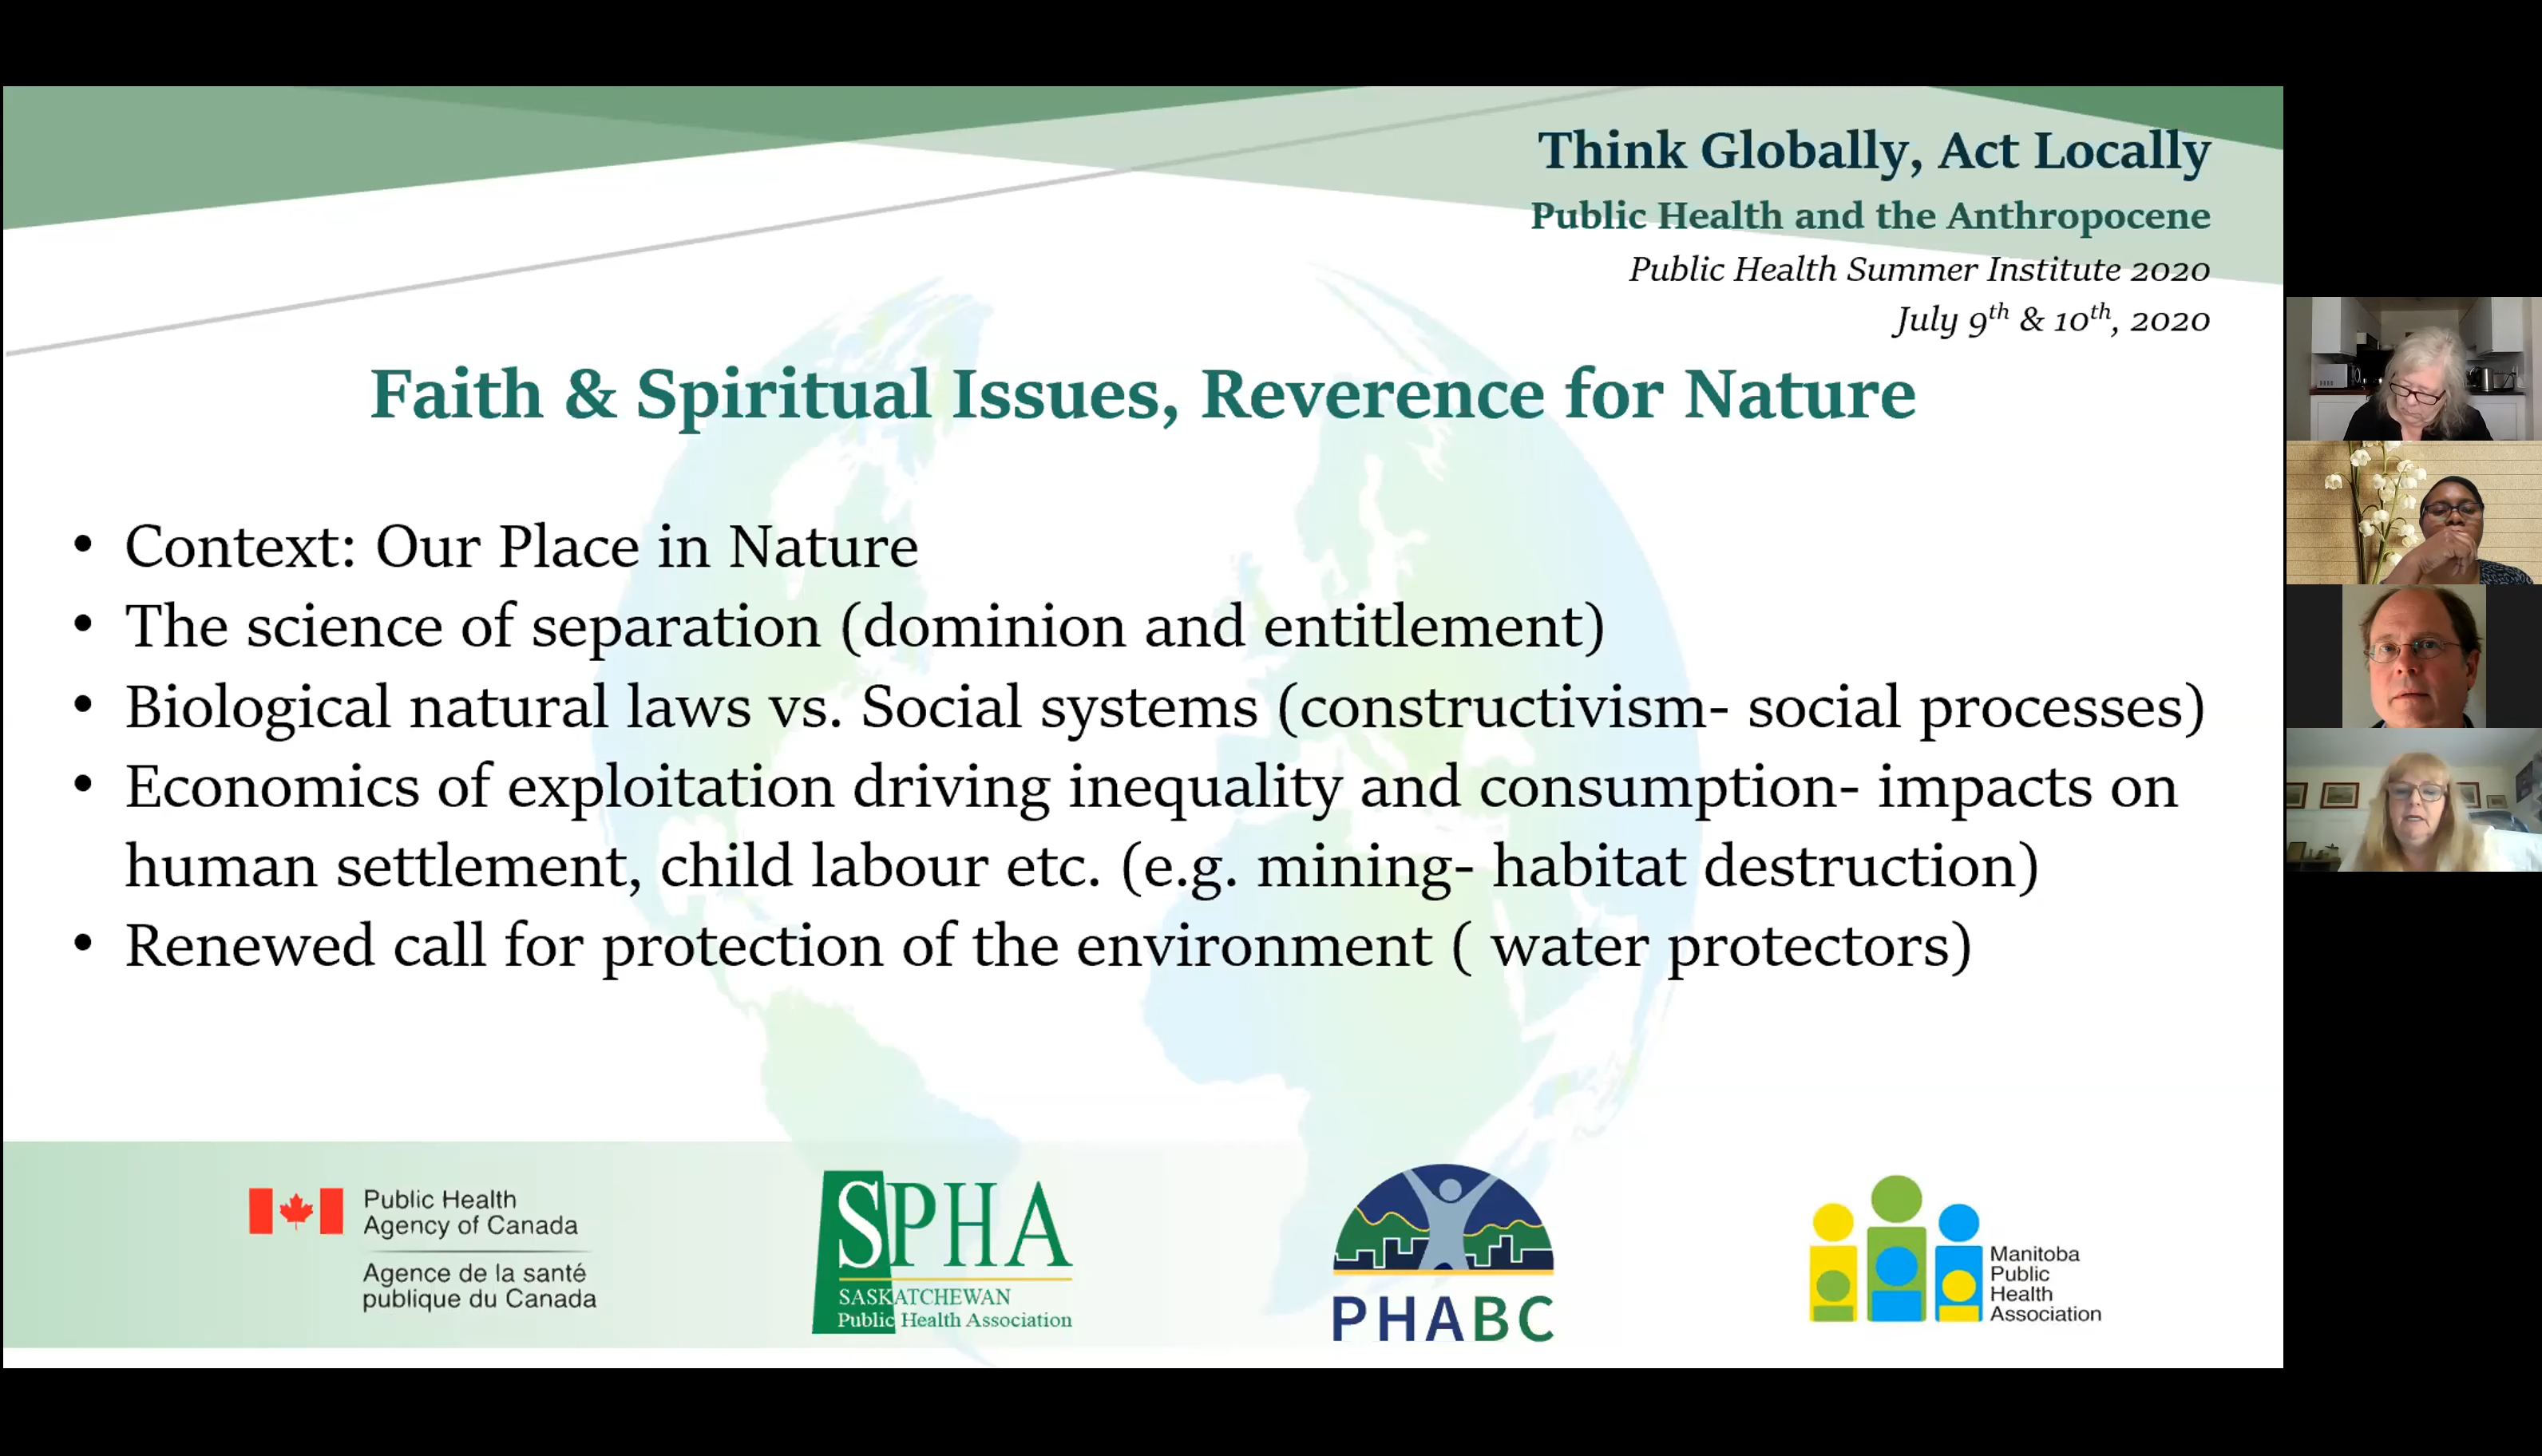 Think Globally, Act Locally
Public Health and the Anthropocene
Public Health Summer Institute 2020
July 9th & 10th, 2020
Faith & Spiritual Issues, Reverence for Nature
• Context: Our Place in Nature
• The science of separation (dominion and entitlement)
• Biological natural laws vs. Social systems (constructivism- social processes)
• Economics of exploitation driving inequality and consumption- impacts on
human settlement, child labour etc. (e.g. mining- habitat destruction)
• Renewed call for protection of the environment ( water protectors)
Public Health
Agency of Canada
Agence de la santé
publique du Canada
SPHA
SASKATCHEWAN
Public Health Association
PHABC
Manitoba
Public
Health
Association